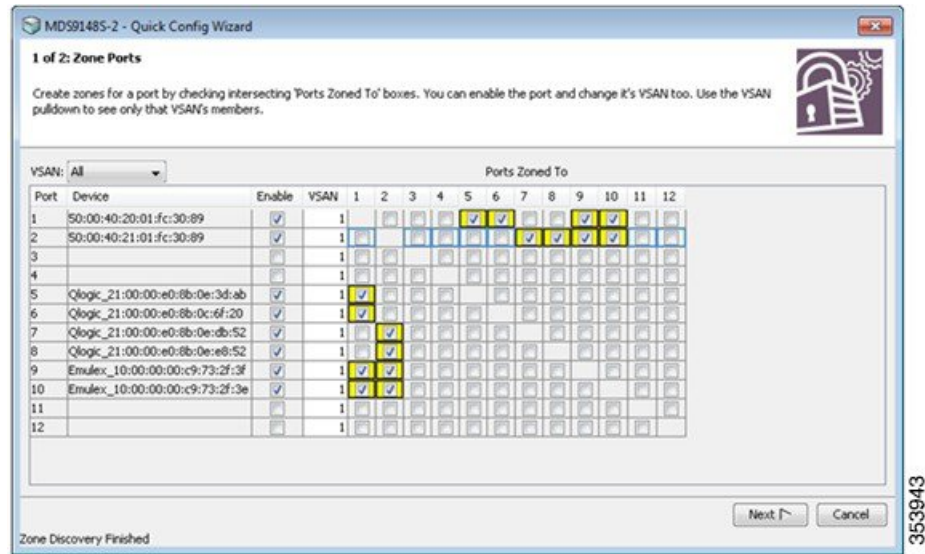 MDS9148S-2 - Quick Config Wizard
1 of 2: Zone Ports
Create zones for a port by checking intersecting 'Ports Zoned To' boxes. You can enable the port and change it's VSAN too. Use the VSAN
pulldown to see only that VSAN's members.
VSAN: All Ports Zoned To
Port Device Enable VSAN 1 2 3 4 5 6 7 8 9 10 11 12
1 50:00:40:20:01:fc:30:89 1
2 50:00:40:21:01:fc:30:89 1
3 1
4 1
5 Qlogic_21:00:00:e0:8b:0e:3d:ab 1
6 Qlogic_21:00:00:e0:8b:0c:6f:20 1
7 Qlogic_21:00:00:e0:8b:0e:db:52 1
8 Qlogic_21:00:00:e0:8b:0e:e8:52 1
9 Emulex_10:00:00:00:c9:73:2f:3f 1
10 Emulex_10:00:00:00:c9:73:2f:3e 1
11 1
12 1
Next Cancel
Zone Discovery Finished
353943